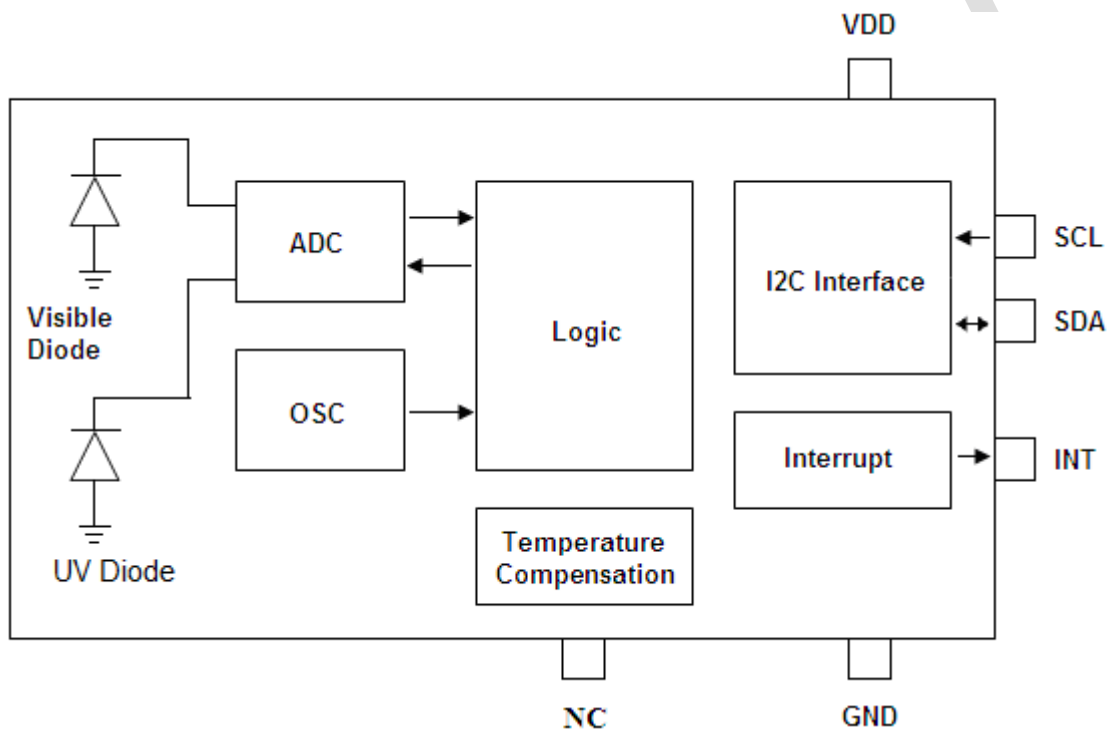 VDD
ADC
Logic
I2C Interface
SCL
SDA
Visible
Diode
OSC
Interrupt
INT
UV Diode
Temperature
Compensation
NC
GND